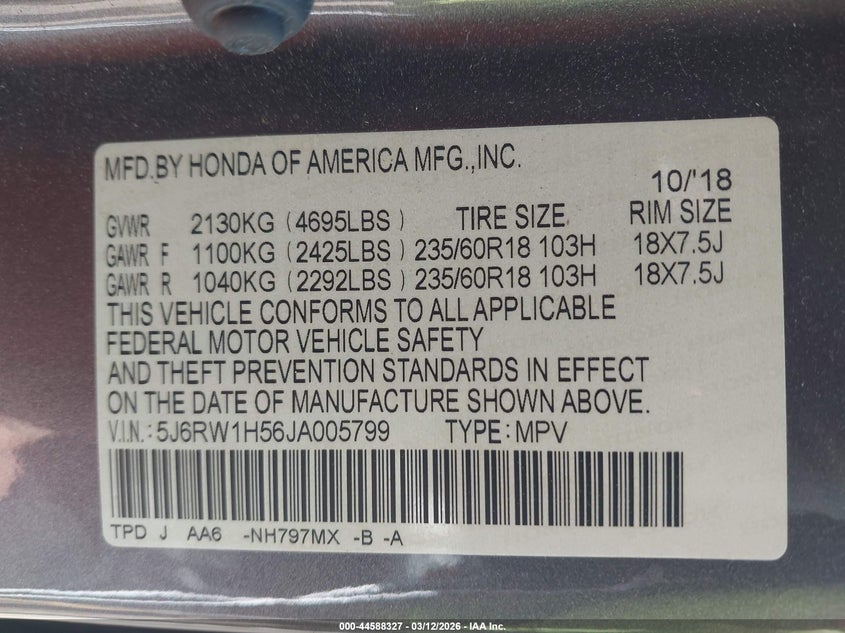 MFD.BY HONDA OF AMERICA MFG.,INC.
10/'18
GVWR 2130KG (4695LBS) TIRE SIZE RIM SIZE
GAWR F 1100KG (2425LBS) 235/60R18 103H 18X7.5J
GAWR R 1040KG (2292LBS) 235/60R18 103H 18X7.5J
THIS VEHICLE CONFORMS TO ALL APPLICABLE
FEDERAL MOTOR VEHICLE SAFETY
AND THEFT PREVENTION STANDARDS IN EFFECT
ON THE DATE OF MANUFACTURE SHOWN ABOVE.
V.I.N.: 5J6RW1H56JA005799 TYPE: MPV
TPD J AA6 -NH797MX -B -A
000-44588327 - 03/12/2026 - IAA Inc.